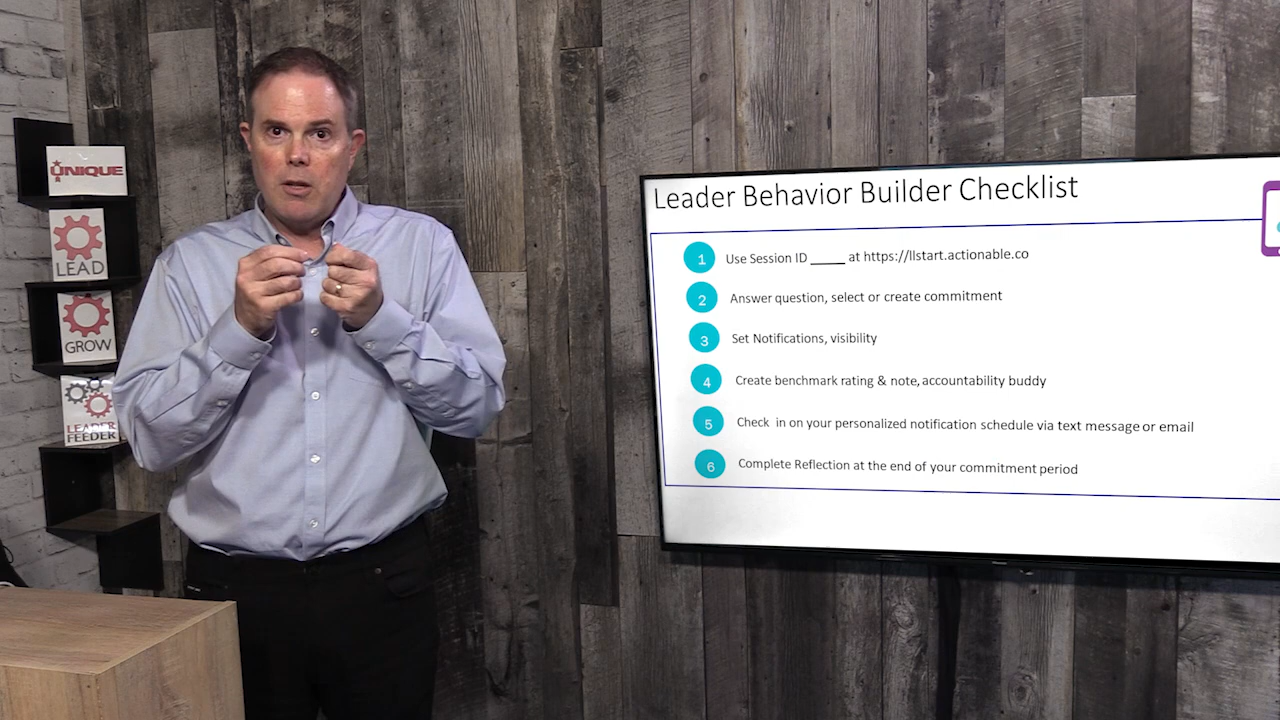 UNIQUE
LEAD
GROW
LEADER
FEEDER
Leader Behavior Builder Checklist
1 Use Session ID _____ at https://llstart.actionable.co
2 Answer question, select or create commitment
3 Set Notifications, visibility
4 Create benchmark rating & note, accountability buddy
5 Check in on your personalized notification schedule via text message or email
6 Complete Reflection at the end of your commitment period